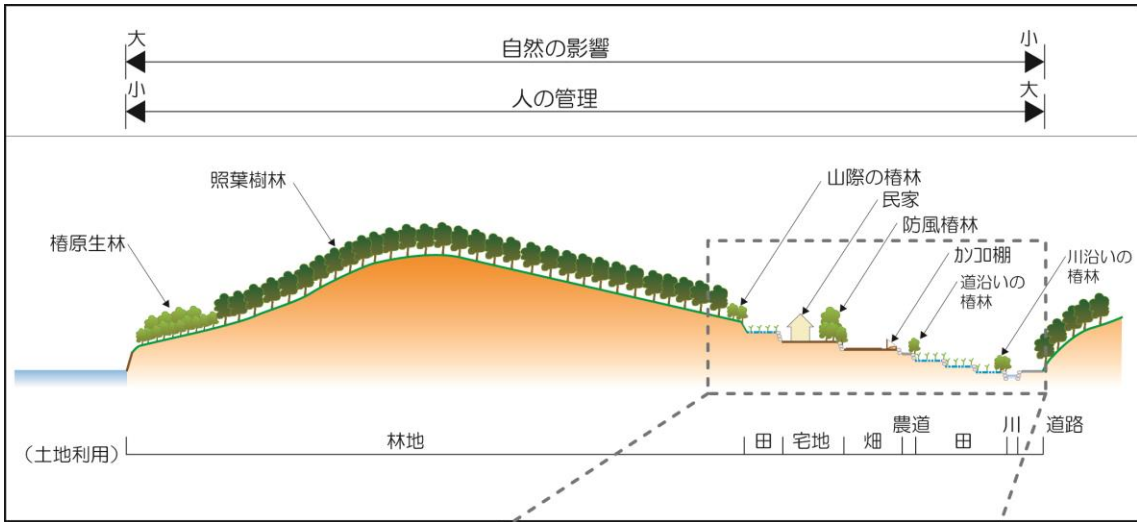 大
小
自然の影響
小
大
人の管理
照葉樹林
山際の椿林
民家
椿原生林
防風椿林
カンコロ棚
川沿いの
椿林
道沿いの
椿林
農道
川
道路
(土地利用)
林地
田
宅地
畑
田